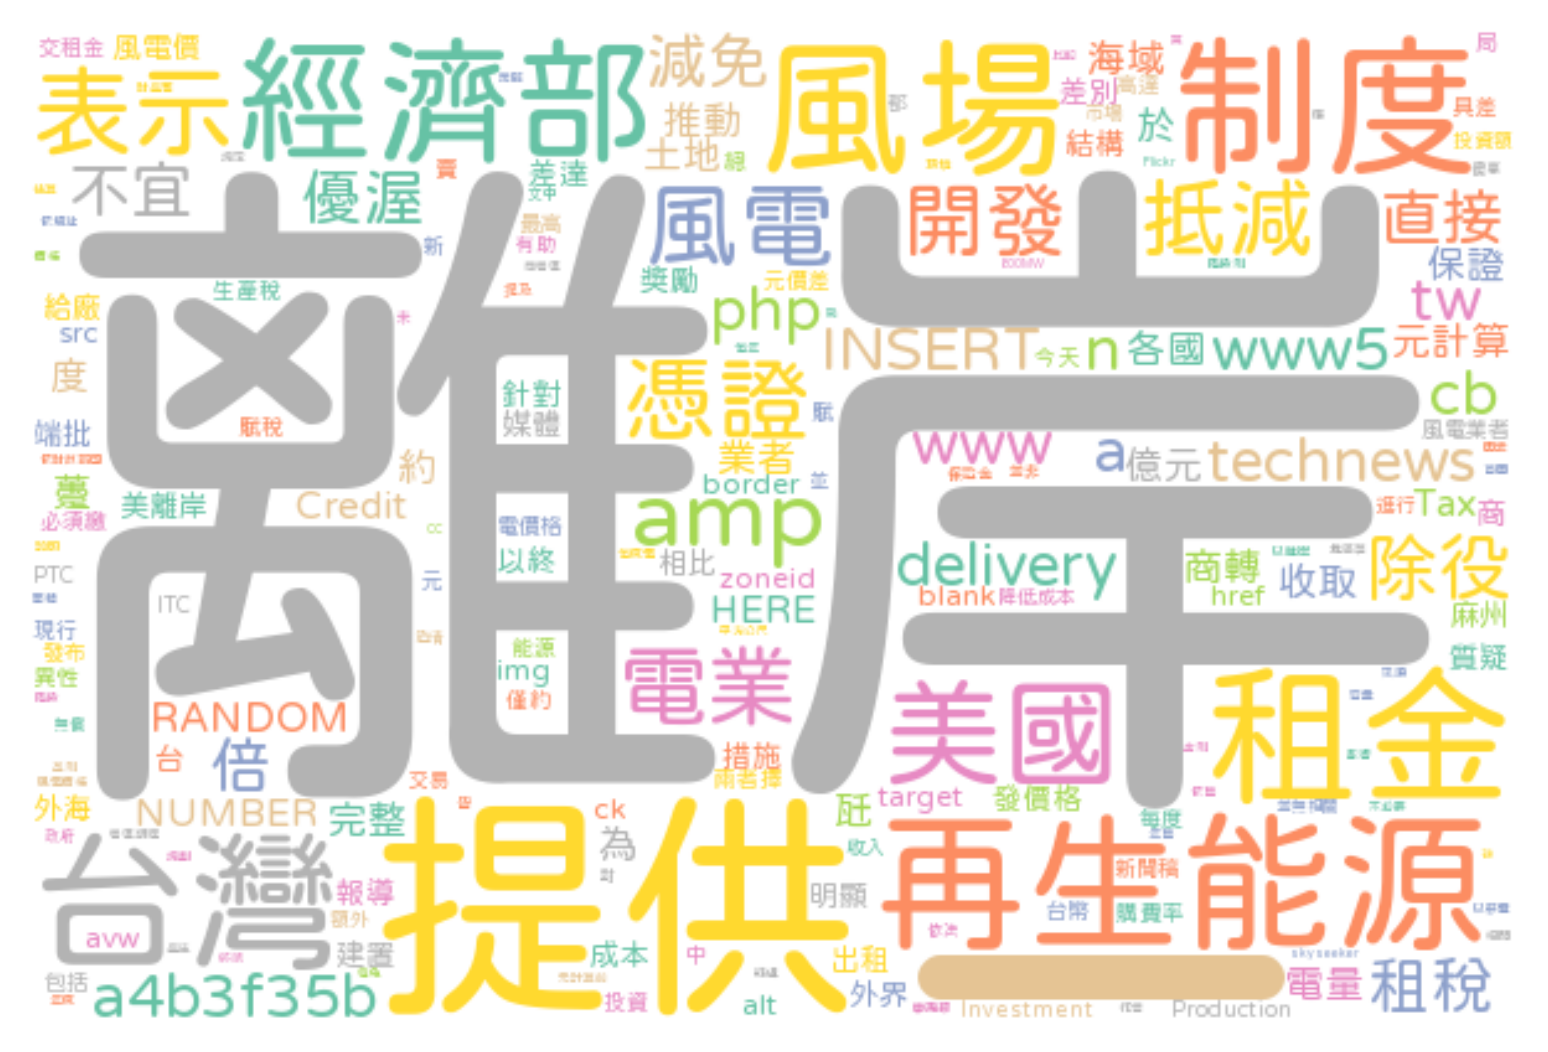 交租金 風電價 經濟部 減免 風場 海域 制度 局
表示 推動 差別 高達 於 具差
土地 市場 結構 投資額
Flickr
不宜 優渥 賣 差達 風電 開發 抵減 直接
最高
新 有助 保證
生產稅 獎勵 元價差
給廠 php tw
src 離岸 INSERT 今天 n 各國 www5 元計算
度 針對 憑證 賦 cb
賦稅 媒體 風電業者
端批 約 業者 www a 億元 technews
border 並
美離岸 Credit amp 進行 Tax 商
必須繳 電價格
PTC ITC 以終 相比 delivery 商轉 收取 除役
元 zoneid blank 降低成本 href
HERE 麻州
現行 能源
發布 img 電業 質疑
異性 僅約 美國 租金
RANDOM
台 倍 措施
交易 兩者擇
外海 NUMBER 完整 ck target 發價格
政府 為 每度
台灣 提供 收入 再生能源
報導 明顯 新聞稿
額外 台幣 購費率
avw 建置 成本 中 出租
包括 skyseeker
a4b3f35b 投資 alt 外界 電量 租稅
Investment Production